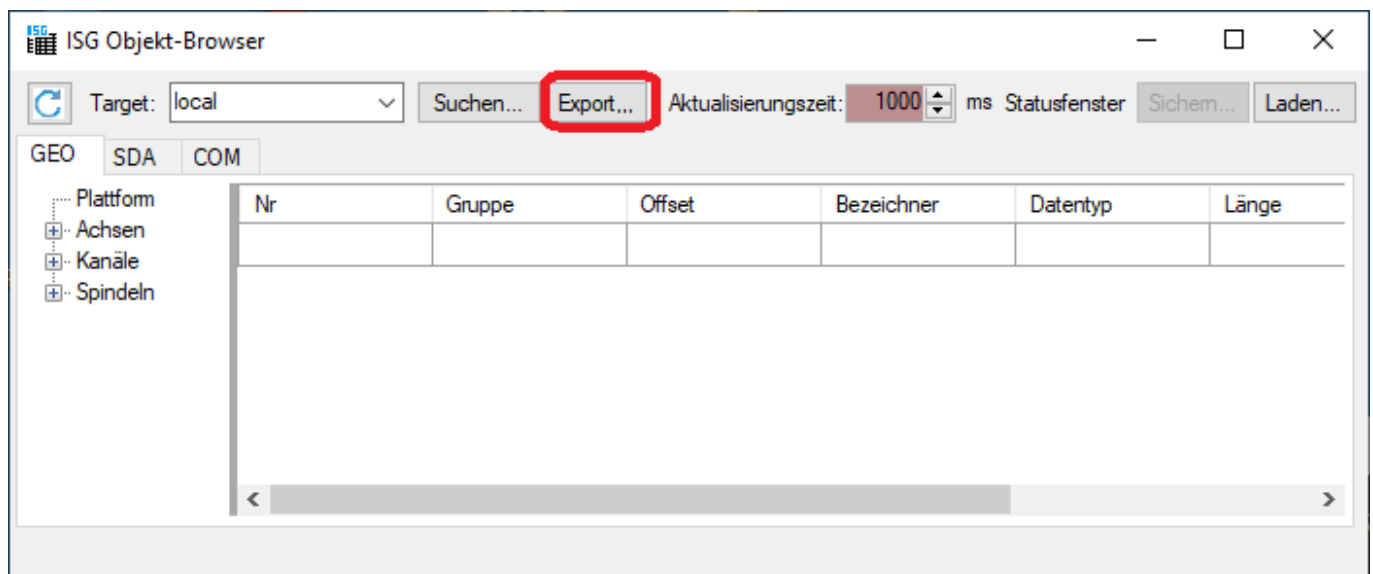 ISG Objekt-Browser
Target: local Suchen... Export... Aktualisierungszeit: 1000 ms Statusfenster Sichern... Laden...
GEO SDA COM
Plattform
Achsen
Kanäle
Spindeln
Nr Gruppe Offset Bezeichner Datentyp Länge